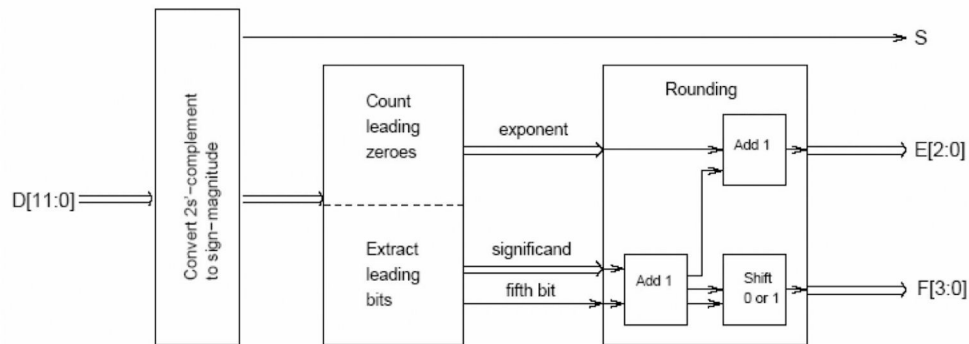 S
Convert 2s'-complement
to sign-magnitude
Count
leading
zeroes
Rounding
exponent
Add 1
E[2:0]
D[11:0]
Extract
leading
bits
significand
fifth bit
Add 1
Shift
0 or 1
F[3:0]